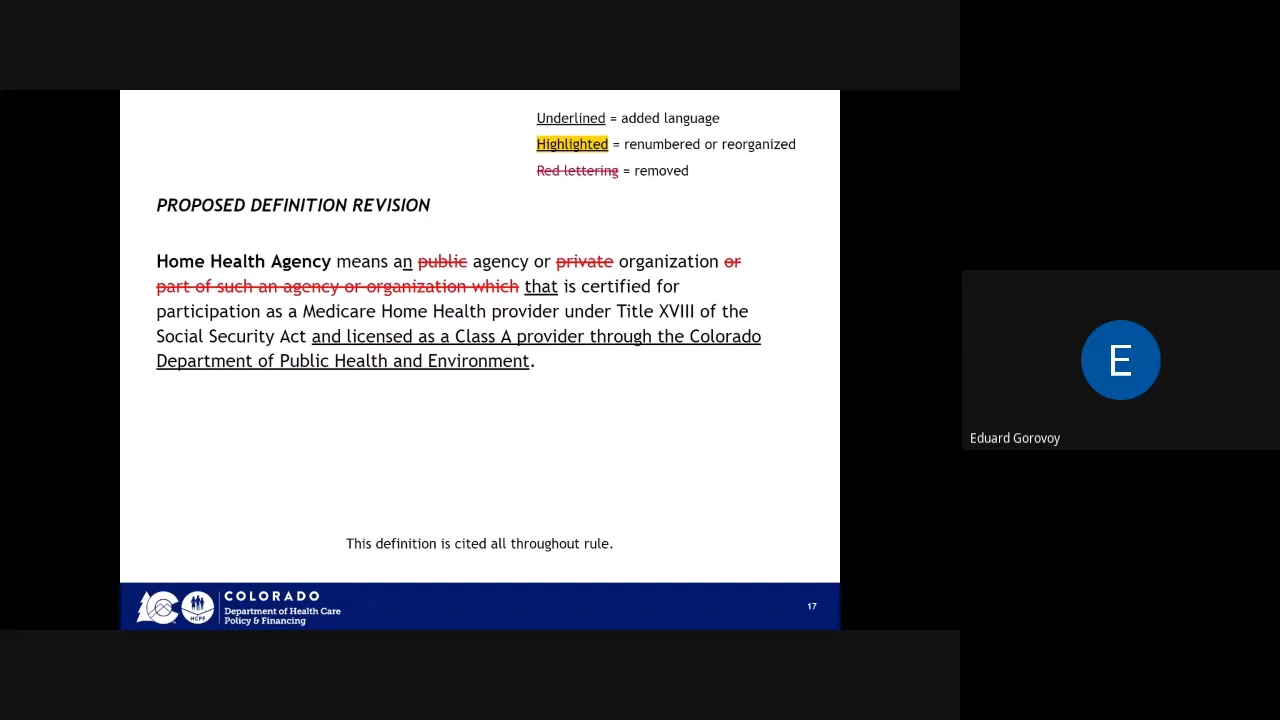 Underlined = added language
Highlighted = renumbered or reorganized
Red lettering = removed
PROPOSED DEFINITION REVISION
Home Health Agency means an public agency or private organization or
part of such an agency or organization which that is certified for
participation as a Medicare Home Health provider under Title XVIII of the
Social Security Act and licensed as a Class A provider through the Colorado
Department of Public Health and Environment.
This definition is cited all throughout rule.
HCPF
COLORADO
Department of Health Care
Policy & Financing
17
E
Eduard Gorovoy